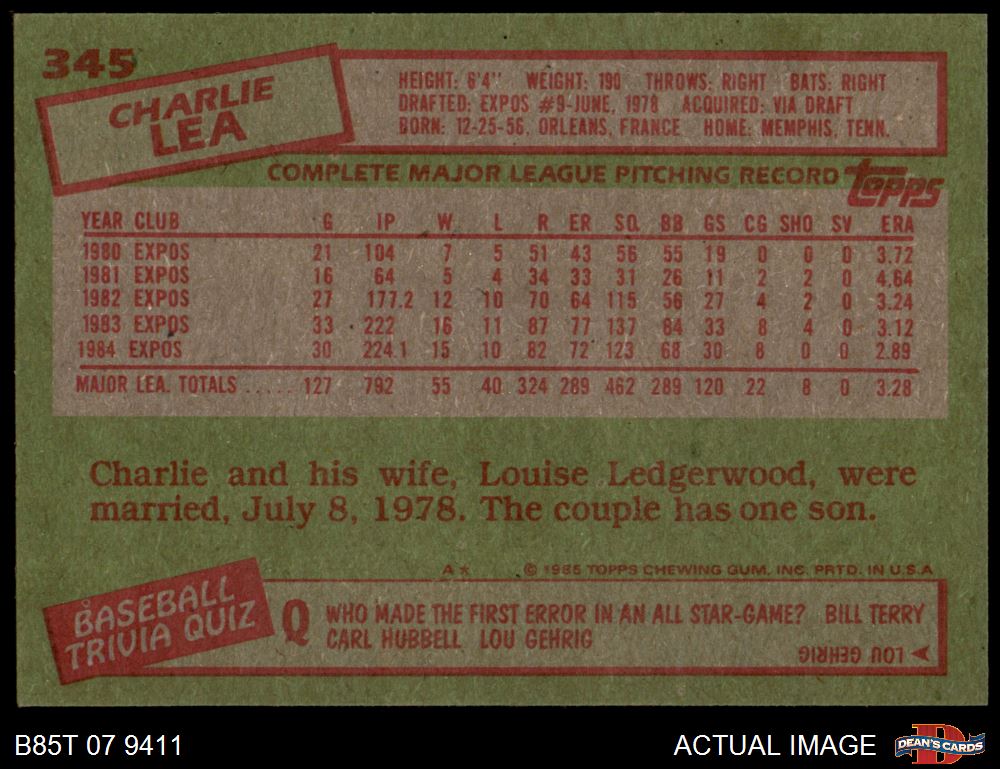 345
CHARLIE
LEA
HEIGHT: 6'4" WEIGHT: 190 THROWS: RIGHT BATS: RIGHT
DRAFTED: EXPOS #9-JUNE, 1978 ACQUIRED: VIA DRAFT
BORN: 12-25-56, ORLEANS, FRANCE HOME: MEMPHIS, TENN.
COMPLETE MAJOR LEAGUE PITCHING RECORD topps
YEAR CLUB G IP W L R ER SO BB GS CG SHO SV ERA
1980 EXPOS 21 104 7 5 51 43 56 55 19 0 0 0 3.72
1981 EXPOS 16 64 5 4 34 33 31 26 11 2 2 0 4.64
1982 EXPOS 27 177.2 12 10 70 64 115 56 27 4 2 0 3.24
1983 EXPOS 33 222 16 11 87 77 137 84 33 8 4 0 3.12
1984 EXPOS 30 224.1 15 10 82 72 123 68 30 8 0 0 2.89
MAJOR LEA. TOTALS ..... 127 792 55 40 324 289 462 289 120 22 8 0 3.28
Charlie and his wife, Louise Ledgerwood, were
married, July 8, 1978. The couple has one son.
A* © 1985 TOPPS CHEWING GUM, INC. PRTD. IN U.S.A
BASEBALL
TRIVIA QUIZ
Q WHO MADE THE FIRST ERROR IN AN ALL STAR-GAME? BILL TERRY
CARL HUBBELL LOU GEHRIG
LOU GEHRIG
B85T 07 9411
ACTUAL IMAGE
DEAN'S CARDS